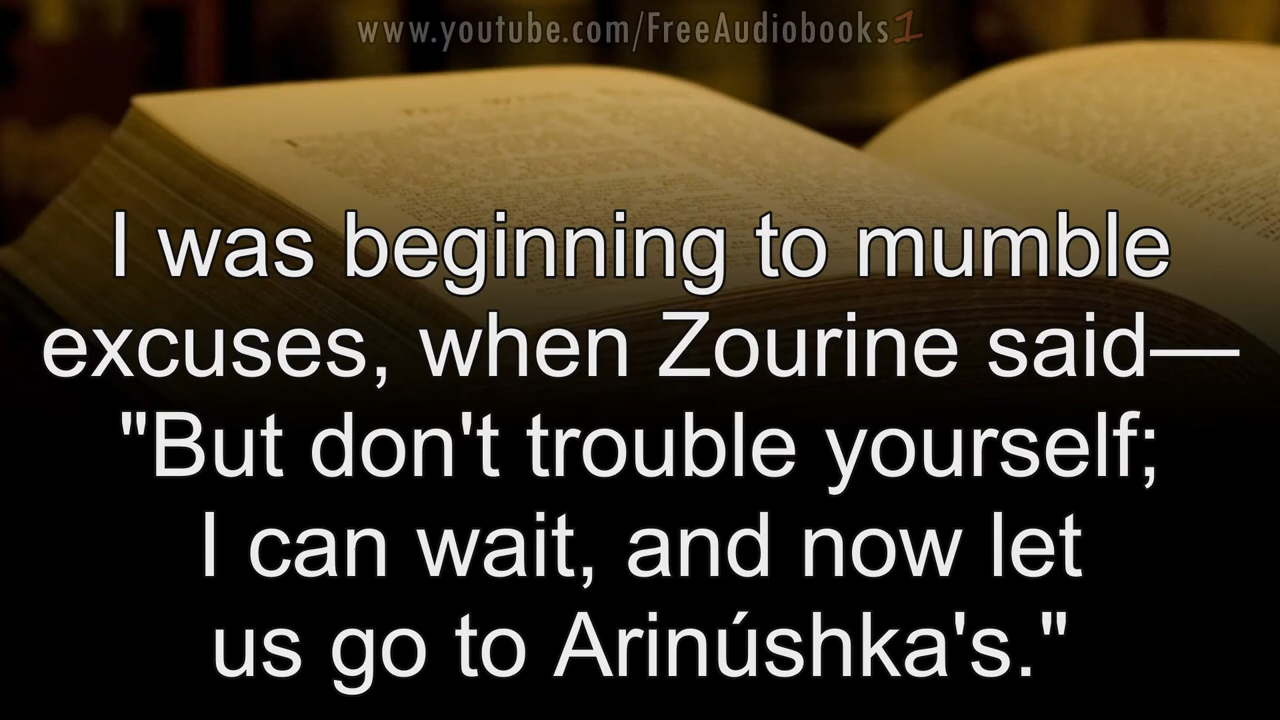 www.youtube.com/FreeAudiobooks1
I was beginning to mumble
excuses, when Zourine said—
"But don't trouble yourself;
I can wait, and now let
us go to Arinúshka's."